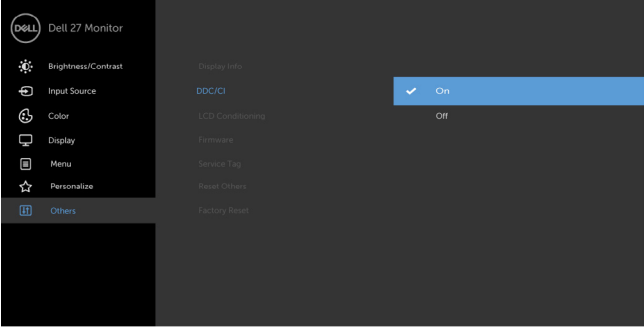 DELL
Dell 27 Monitor
Brightness/Contrast
Input Source
Color
Display
Menu
Personalize
Others
Display Info
DDC/CI
LCD Conditioning
Firmware
Service Tag
Reset Others
Factory Reset
On
Off